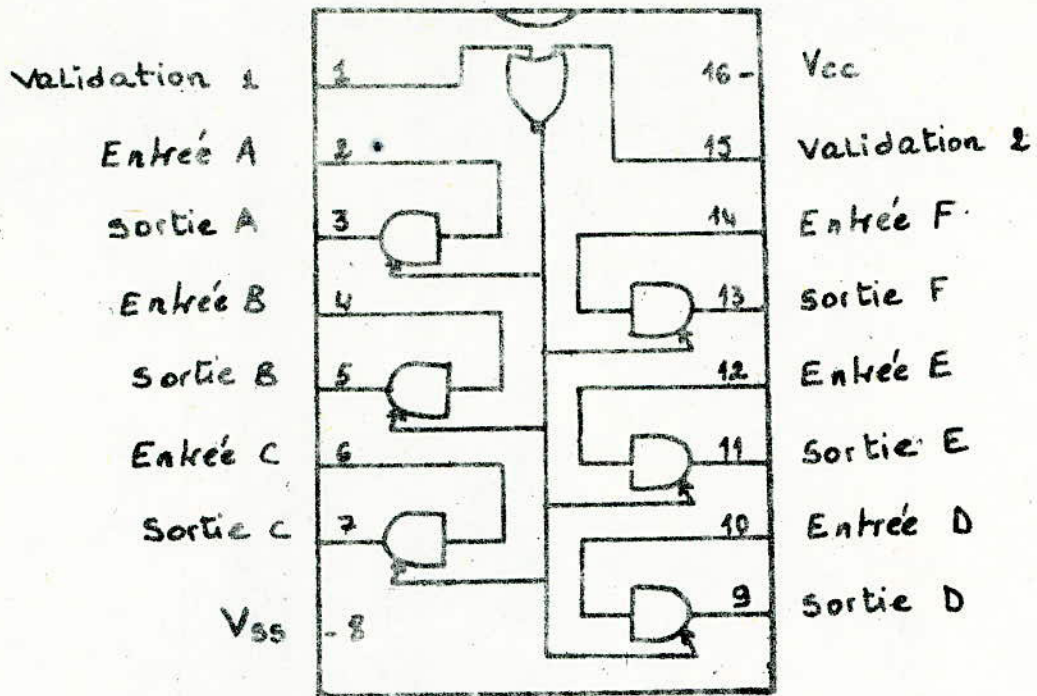 Validation 1 1 16 - Vcc
Entrée A 2 15 Validation 2
Sortie A 3 14 Entrée F
Entrée B 4 13 Sortie F
Sortie B 5 12 Entrée E
Entrée C 6 11 Sortie E
Sortie C 7 10 Entrée D
Vss - 8 9 Sortie D